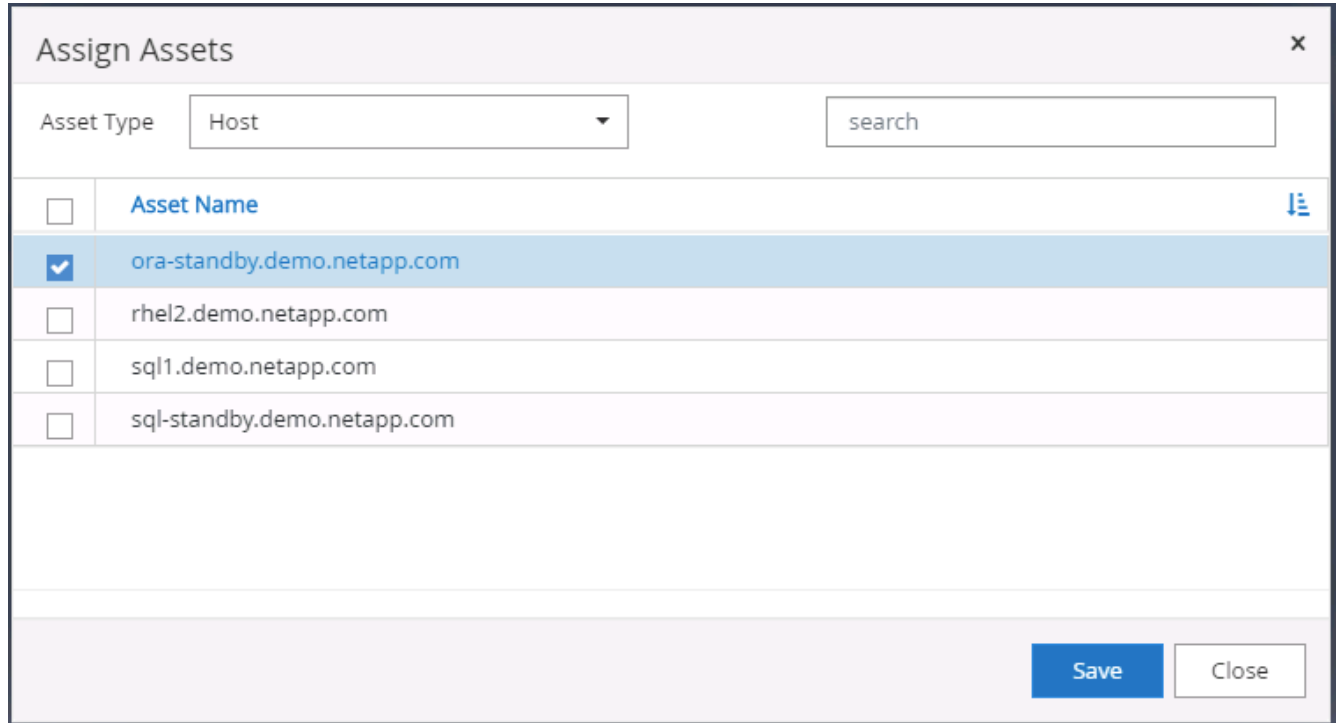 Assign Assets
Asset Type Host search
Asset Name
ora-standby.demo.netapp.com
rhel2.demo.netapp.com
sql1.demo.netapp.com
sql-standby.demo.netapp.com
Save Close